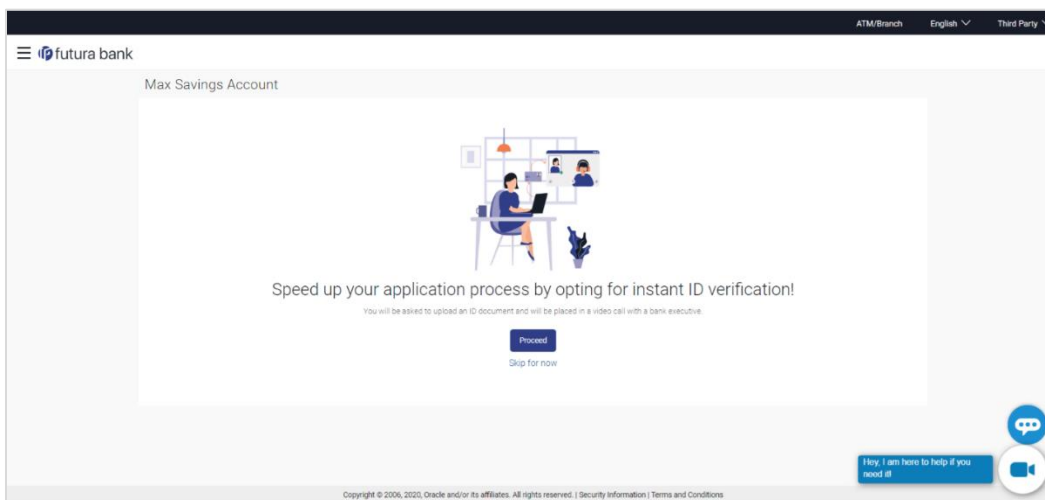 ATM/Branch English Third Party
futura bank
Max Savings Account
Speed up your application process by opting for instant ID verification!
You will be asked to upload an ID document and will be placed in a video call with a bank executive.
Proceed
Skip for now
Hey, I am here to help if you
need it!
Copyright © 2006, 2020, Oracle and/or its affiliates. All rights reserved. | Security Information | Terms and Conditions